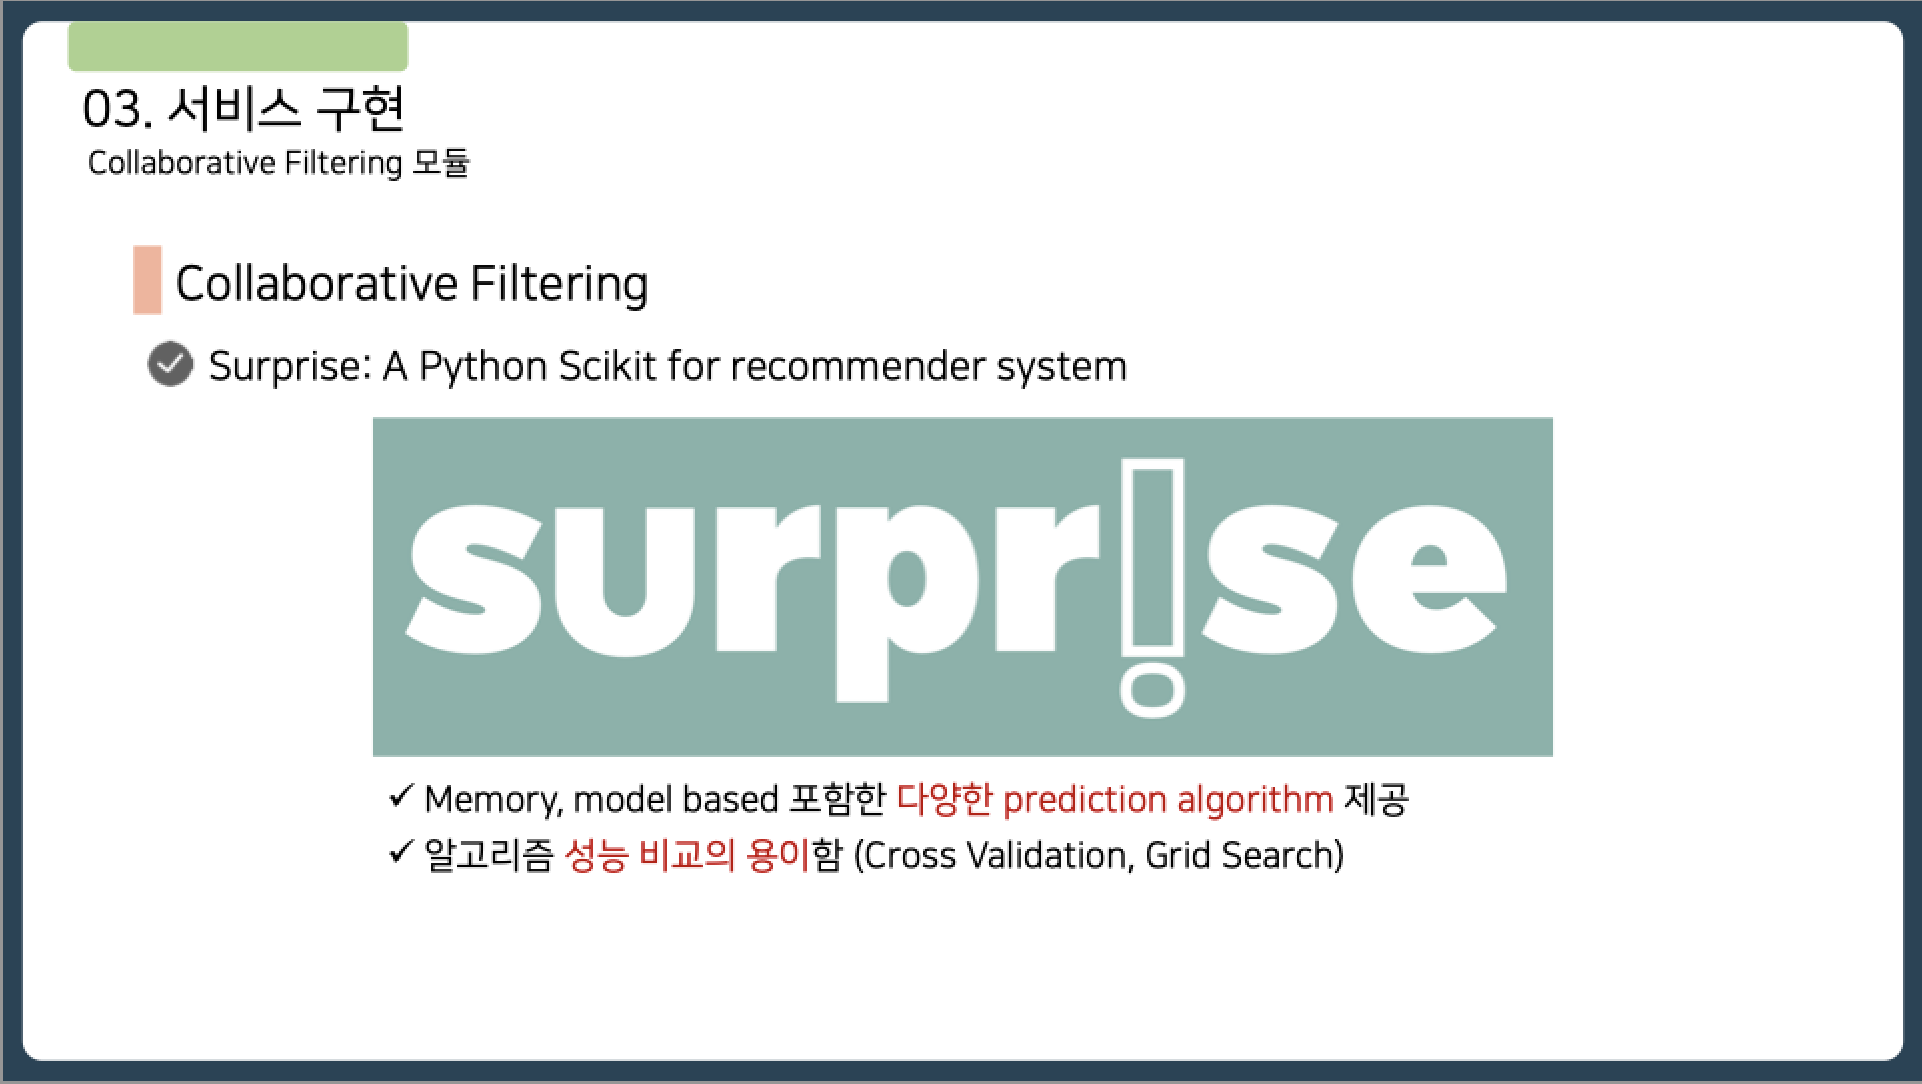 03. 서비스 구현
Collaborative Filtering 모듈
Collaborative Filtering
Surprise: A Python Scikit for recommender system
surpr!se
✓ Memory, model based 포함한 다양한 prediction algorithm 제공
✓ 알고리즘 성능 비교의 용이함 (Cross Validation, Grid Search)